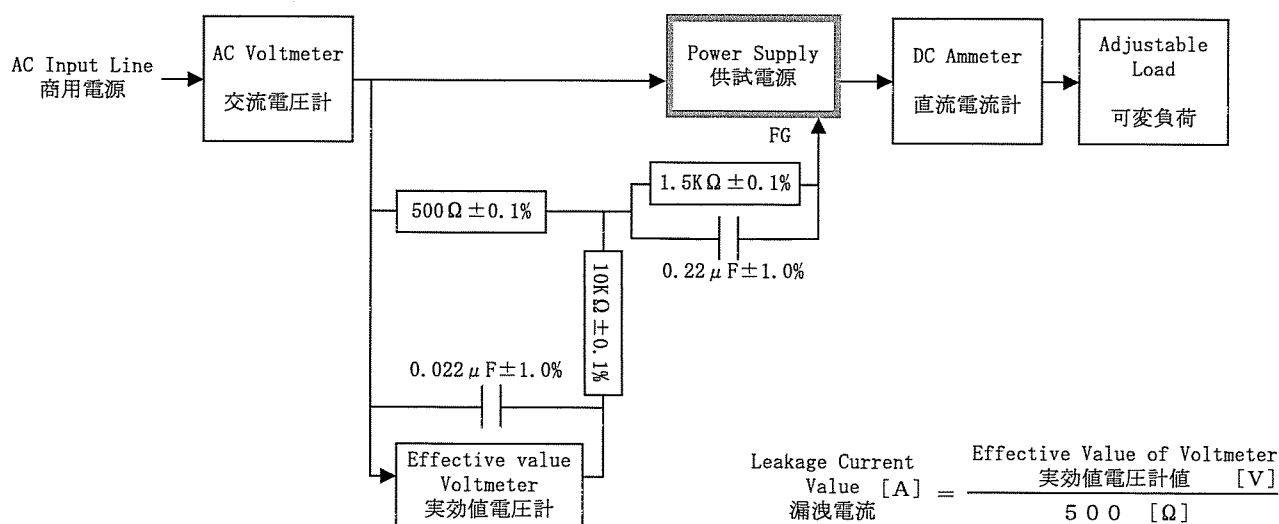 AC Input Line
商用電源
AC Voltmeter
交流電圧計
Power Supply
供試電源
DC Ammeter
直流電流計
Adjustable
Load
可変負荷
FG
1.5KΩ±0.1%
500Ω±0.1%
0.22μF±1.0%
10KΩ±0.1%
0.022μF±1.0%
Effective value
Voltmeter
実効値電圧計
Leakage Current
Value [A]
漏洩電流
=
Effective Value of Voltmeter
実効値電圧計値 [V]
500 [Ω]